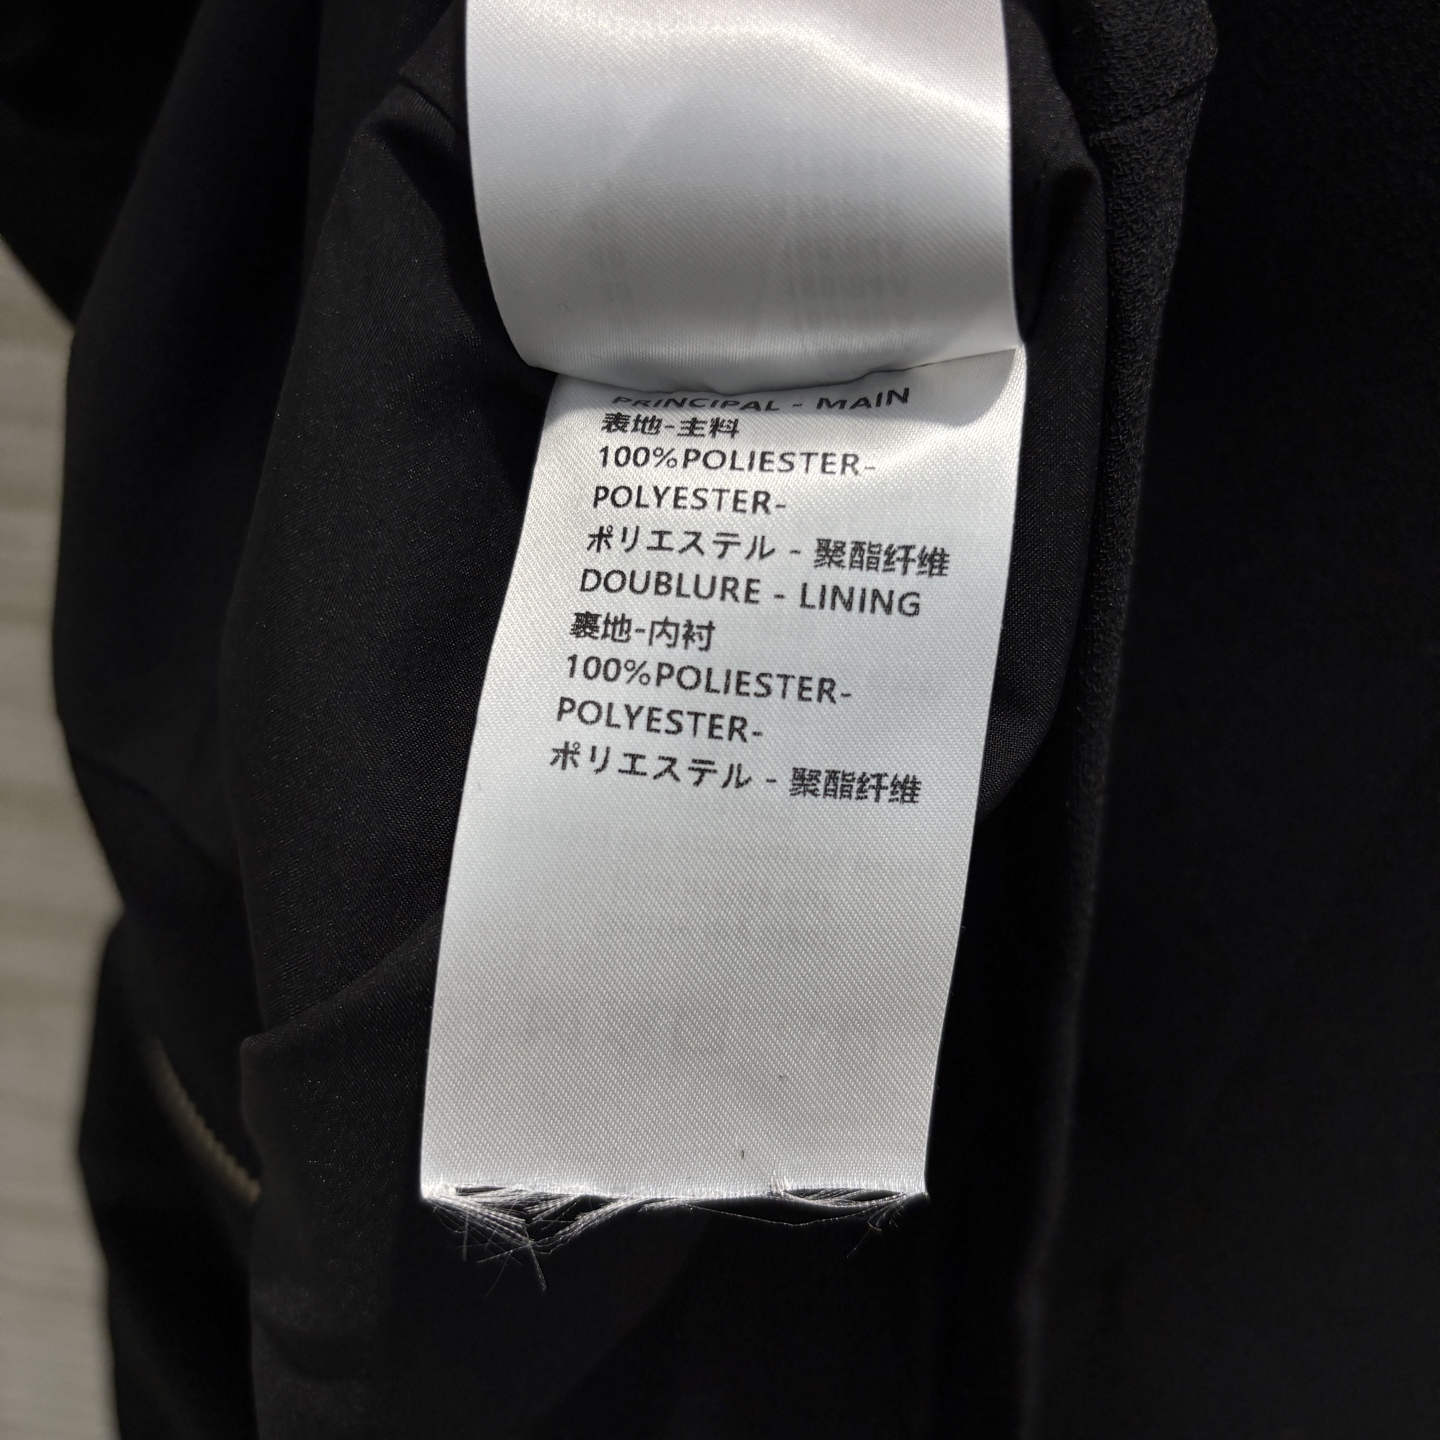 PRINCIPAL - MAIN
表地-主料
100%POLIESTER-
POLYESTER-
ポリエステル - 聚酯纤维
DOUBLURE - LINING
裏地-内衬
100%POLIESTER-
POLYESTER-
ポリエステル - 聚酯纤维